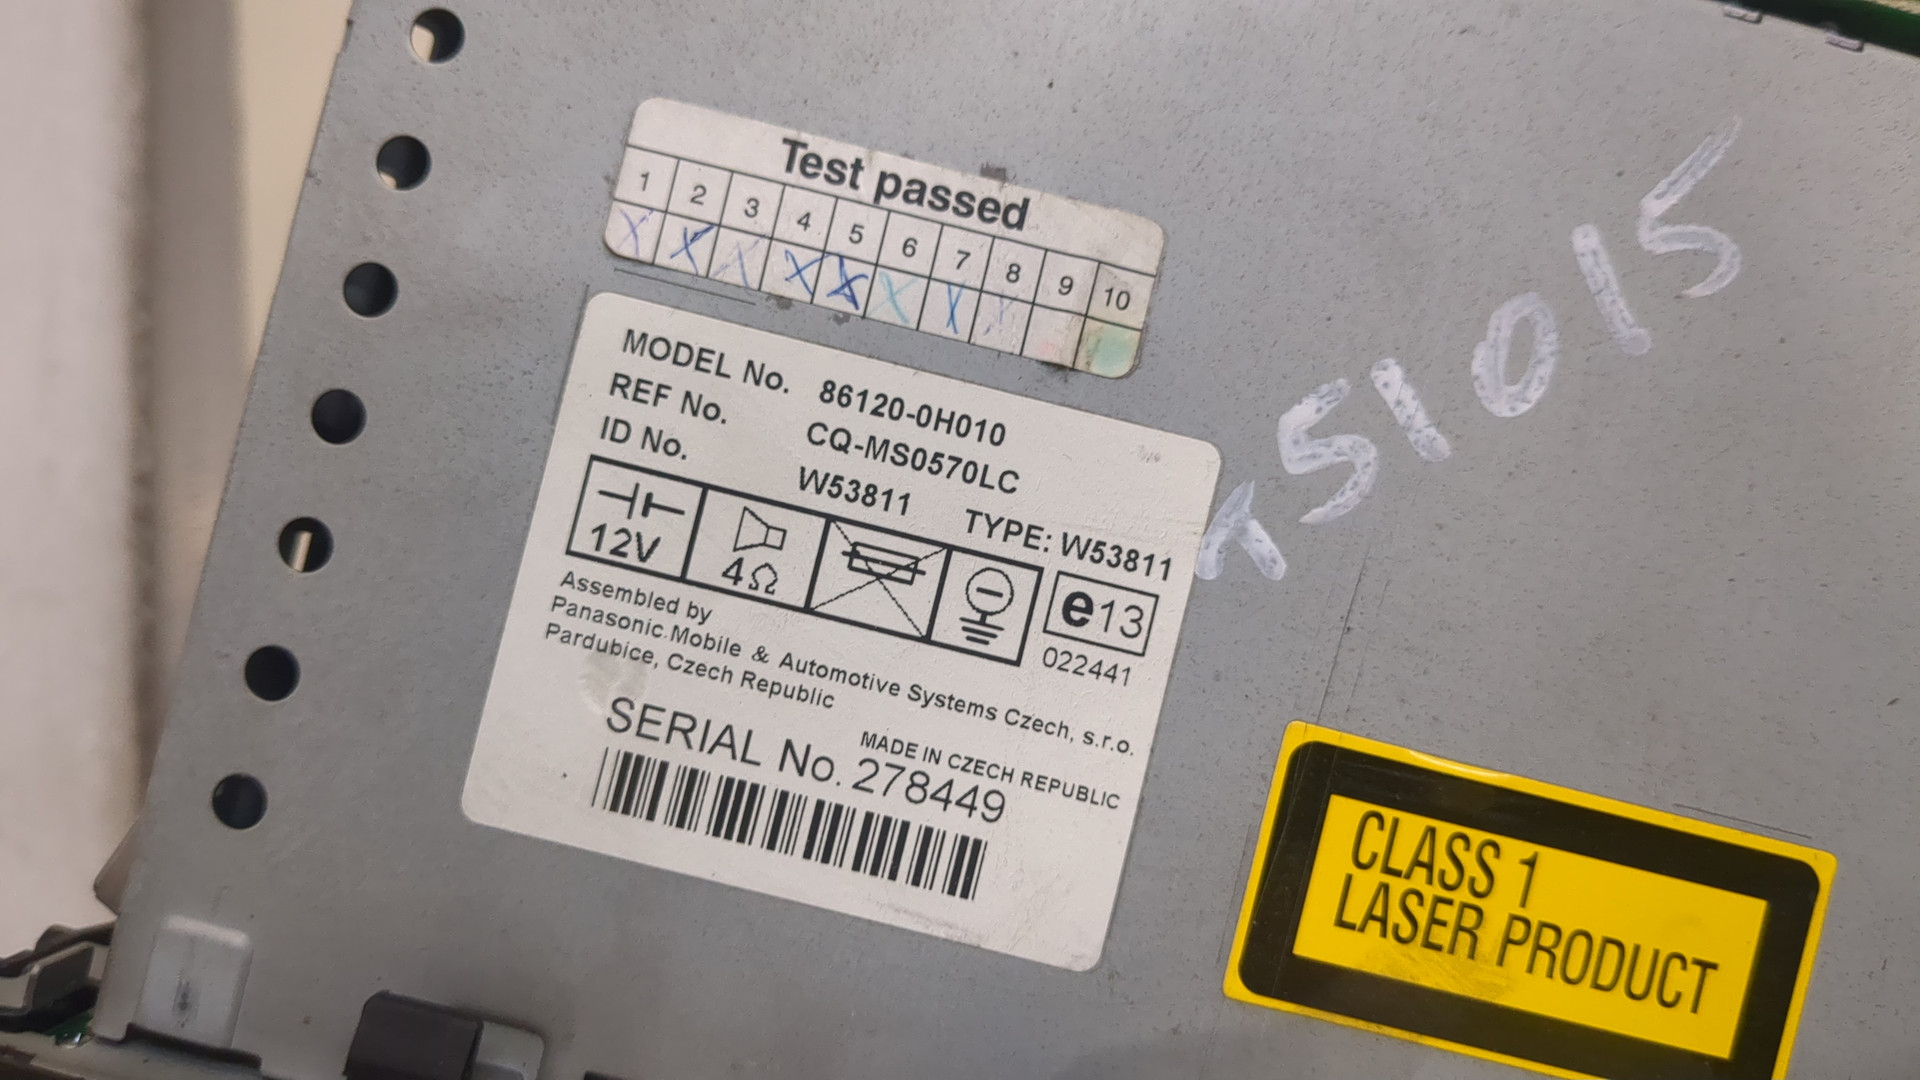 Test passed
1 2 3 4 5 6 7 8 9 10
X X X X X X X
MODEL No. 86120-0H010
REF No. CQ-MS0570LC
ID No. W53811 TYPE: W53811
12V 4Ω e13
022441
Assembled by
Panasonic Mobile & Automotive Systems Czech, s.r.o.
Pardubice, Czech Republic
MADE IN CZECH REPUBLIC
SERIAL No. 278449
51015
CLASS 1
LASER PRODUCT